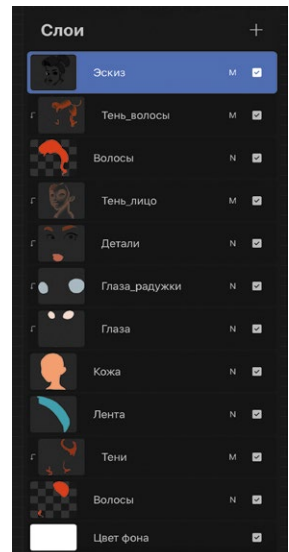 Слои
Эскиз M
Тень_волосы M
Волосы N
Тень_лицо M
Детали N
Глаза_радужки N
Глаза N
Кожа N
Лента N
Тени M
Волосы N
Цвет фона